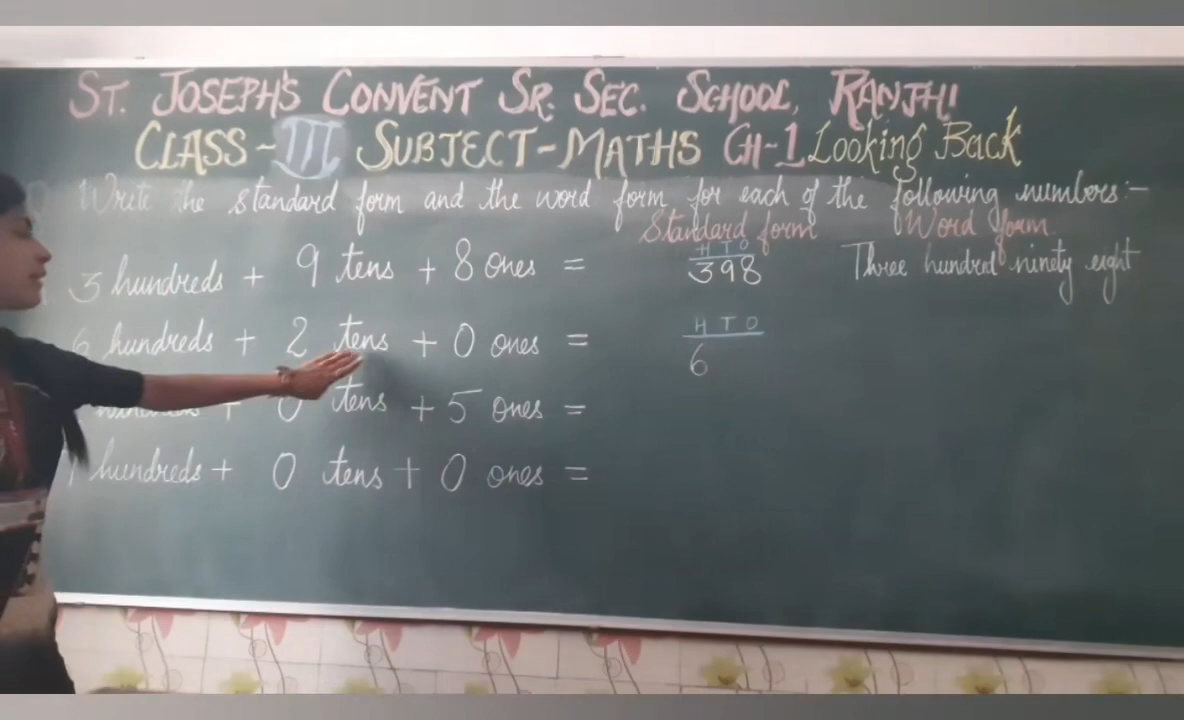 ST. JOSEPH'S CONVENT SR. SEC. SCHOOL, RANJHI
CLASS-III SUBJECT-MATHS CH-1 Looking Back
Write the standard form and the word form for each of the following numbers:-
Standard form Word form
H T O
3 hundreds + 9 tens + 8 ones = 398 Three hundred ninety eight
H T O
6 hundreds + 2 tens + 0 ones = 6
+ 0 tens + 5 ones =
hundreds + 0 tens + 0 ones =